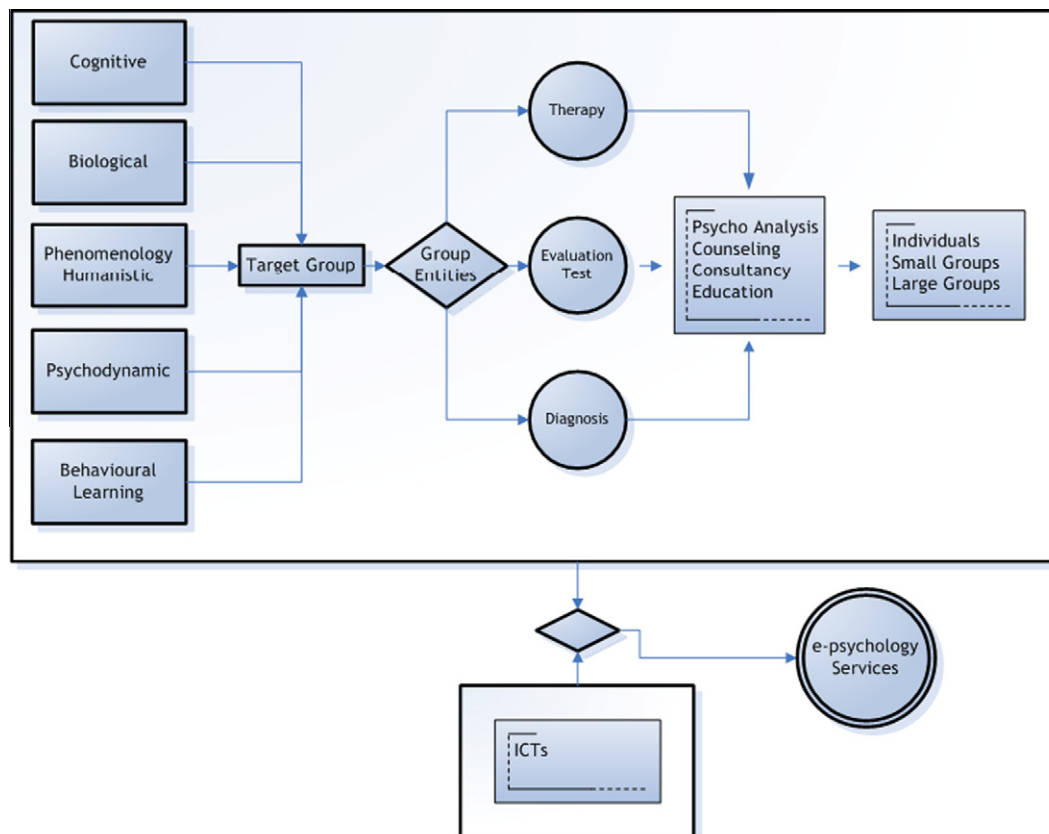 Cognitive
Biological
Phenomenology
Humanistic
Psychodynamic
Behavioural
Learning
Target Group
Group
Entities
Therapy
Evaluation
Test
Diagnosis
Psycho Analysis
Counseling
Consultancy
Education
Individuals
Small Groups
Large Groups
e-psychology
Services
ICTs